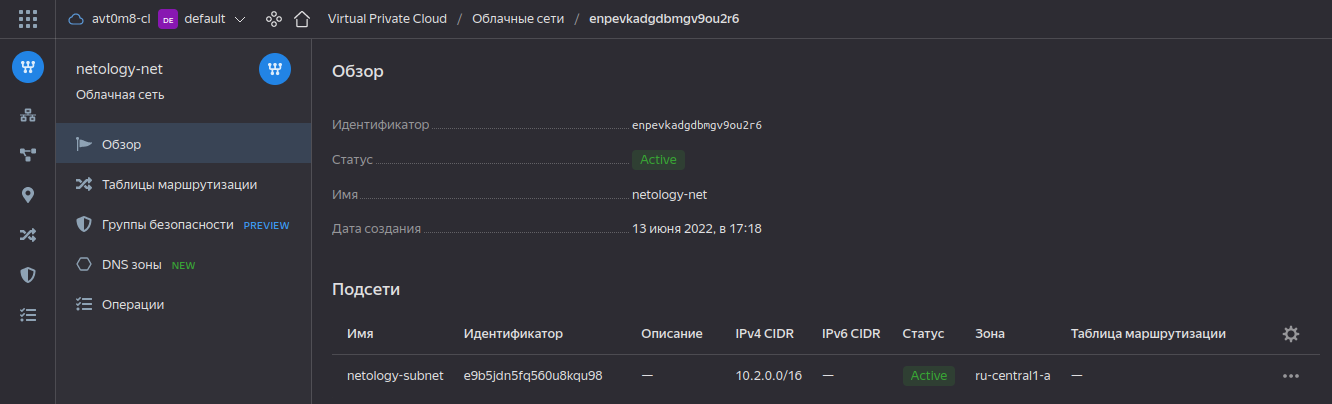 avt0m8-cl DE default Virtual Private Cloud / Облачные сети / enpevkadgdbmgv9ou2r6
netology-net
Облачная сеть
Обзор
Таблицы маршрутизации
Группы безопасности PREVIEW
DNS зоны NEW
Операции
Обзор
Идентификатор enpevkadgdbmgv9ou2r6
Статус Active
Имя netology-net
Дата создания 13 июня 2022, в 17:18
Подсети
Имя Идентификатор Описание IPv4 CIDR IPv6 CIDR Статус Зона Таблица маршрутизации
netology-subnet e9b5jdn5fq560u8kqu98 — 10.2.0.0/16 — Active ru-central1-a —